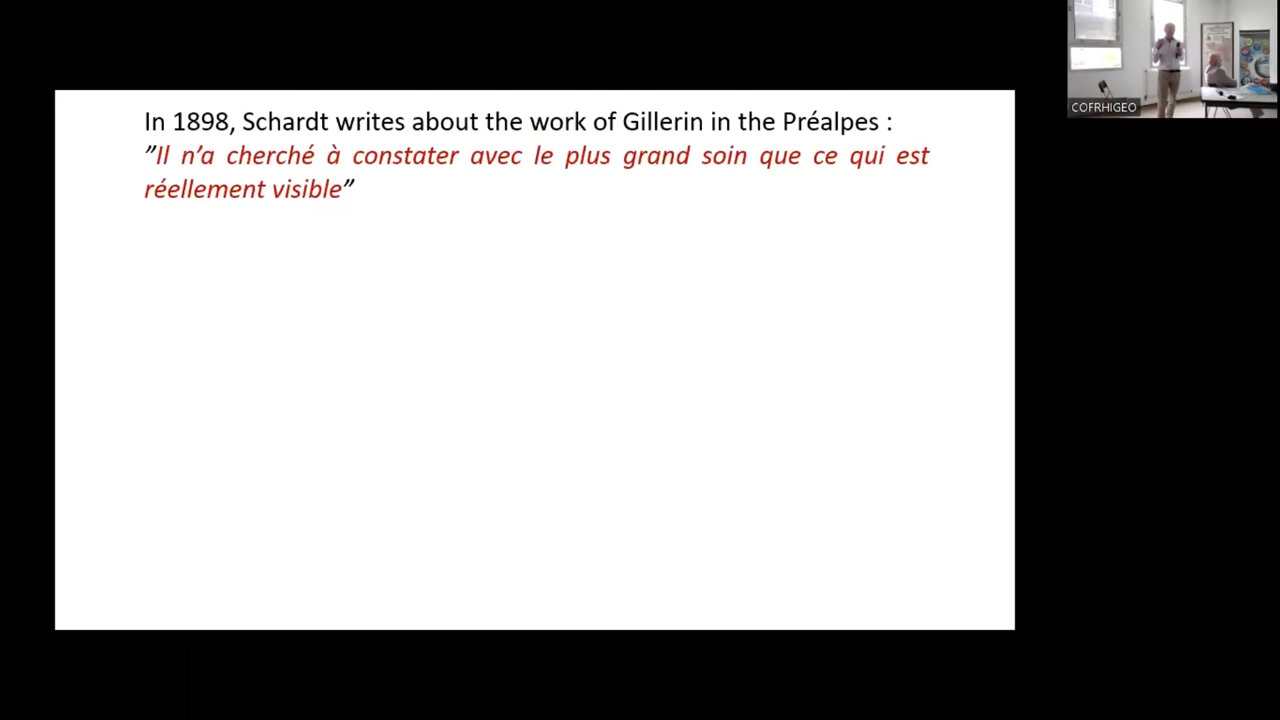 In 1898, Schardt writes about the work of Gillerin in the Préalpes :
”Il n’a cherché à constater avec le plus grand soin que ce qui est
réellement visible”
COFRHIGEO